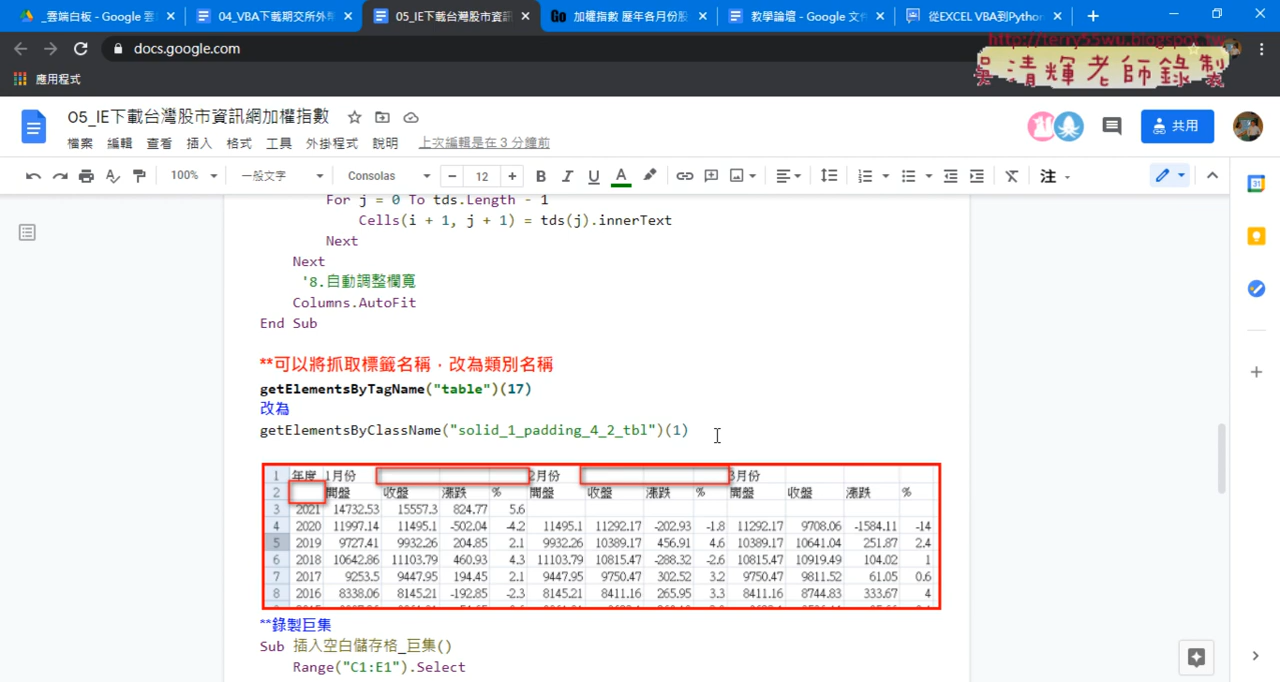 _雲端白板 - Google 雲
04_VBA下載期交所外
05_IE下載台灣股市資訊
加權指數 歷年各月份股
教學論壇 - Google 文
從EXCEL VBA到Python
docs.google.com
http://terry55wu.blogspot.tw
吳清輝老師錄製
應用程式
05_IE下載台灣股市資訊網加權指數
共用
檔案 編輯 查看 插入 格式 工具 外掛程式 說明 上次編輯是在 3 分鐘前
100% 一般文字 Consolas 12 B I U A 注
For j = 0 To tds.Length - 1
Cells(i + 1, j + 1) = tds(j).innerText
Next
Next
'8.自動調整欄寬
Columns.AutoFit
End Sub
**可以將抓取標籤名稱，改為類別名稱
getElementsByTagName("table")(17)
改為
getElementsByClassName("solid_1_padding_4_2_tbl")(1)
1 年度 1月份 2月份 3月份
2 開盤 收盤 漲跌 % 開盤 收盤 漲跌 % 開盤 收盤 漲跌 %
3 2021 14732.53 15557.3 824.77 5.6
4 2020 11997.14 11495.1 -502.04 -4.2 11495.1 11292.17 -202.93 -1.8 11292.17 9708.06 -1584.11 -14
5 2019 9727.41 9932.26 204.85 2.1 9932.26 10389.17 456.91 4.6 10389.17 10641.04 251.87 2.4
6 2018 10642.86 11103.79 460.93 4.3 11103.79 10815.47 -288.32 -2.6 10815.47 10919.49 104.02 1
7 2017 9253.5 9447.95 194.45 2.1 9447.95 9750.47 302.52 3.2 9750.47 9811.52 61.05 0.6
8 2016 8338.06 8145.21 -192.85 -2.3 8145.21 8411.16 265.95 3.3 8411.16 8744.83 333.67 4
**錄製巨集
Sub 插入空白儲存格_巨集()
Range("C1:E1").Select